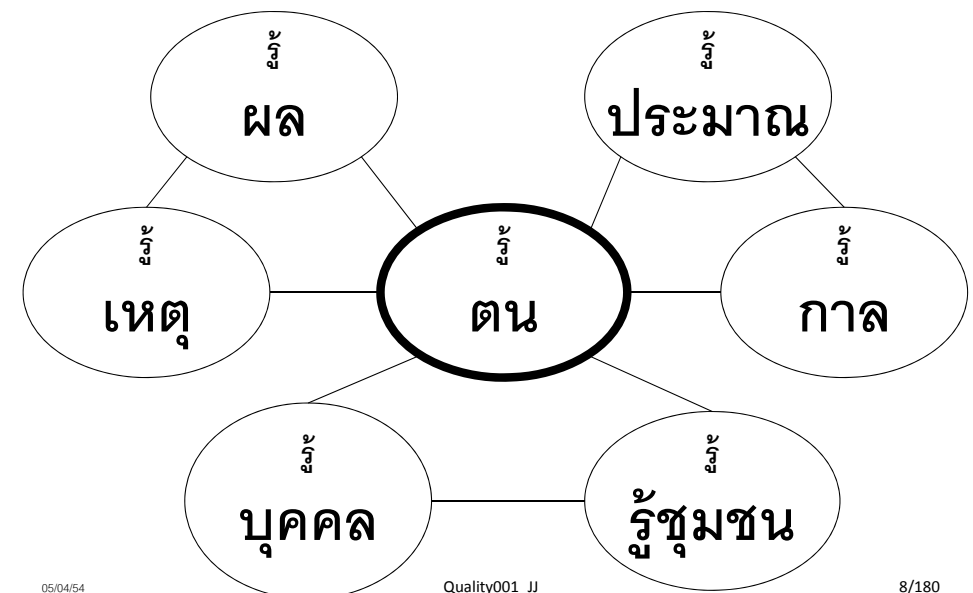 รู้
ผล
รู้
ประมาณ
รู้
เหตุ
รู้
ตน
รู้
กาล
รู้
บุคคล
รู้
รู้ชุมชน
05/04/54
Quality001 JJ
8/180